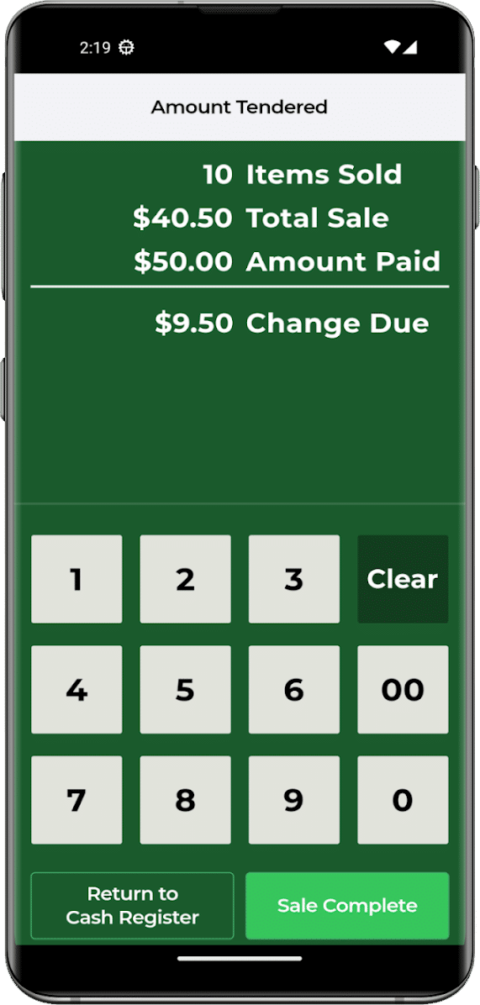 2:19
Amount Tendered
10 Items Sold
$40.50 Total Sale
$50.00 Amount Paid
$9.50 Change Due
1 2 3 Clear
4 5 6 00
7 8 9 0
Return to
Cash Register
Sale Complete